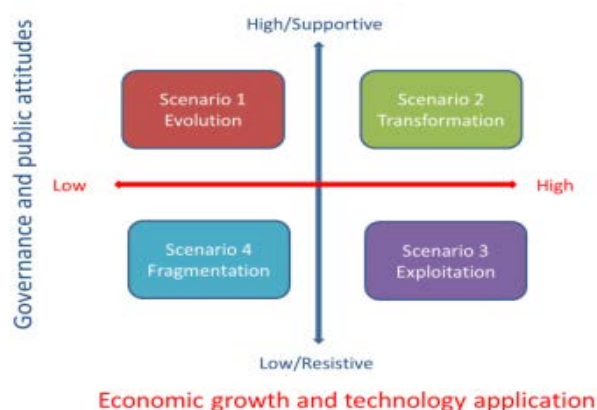 High/Supportive
Governance and public attitudes
Scenario 1
Evolution
Scenario 2
Transformation
Low
High
Scenario 4
Fragmentation
Scenario 3
Exploitation
Low/Resistive
Economic growth and technology application